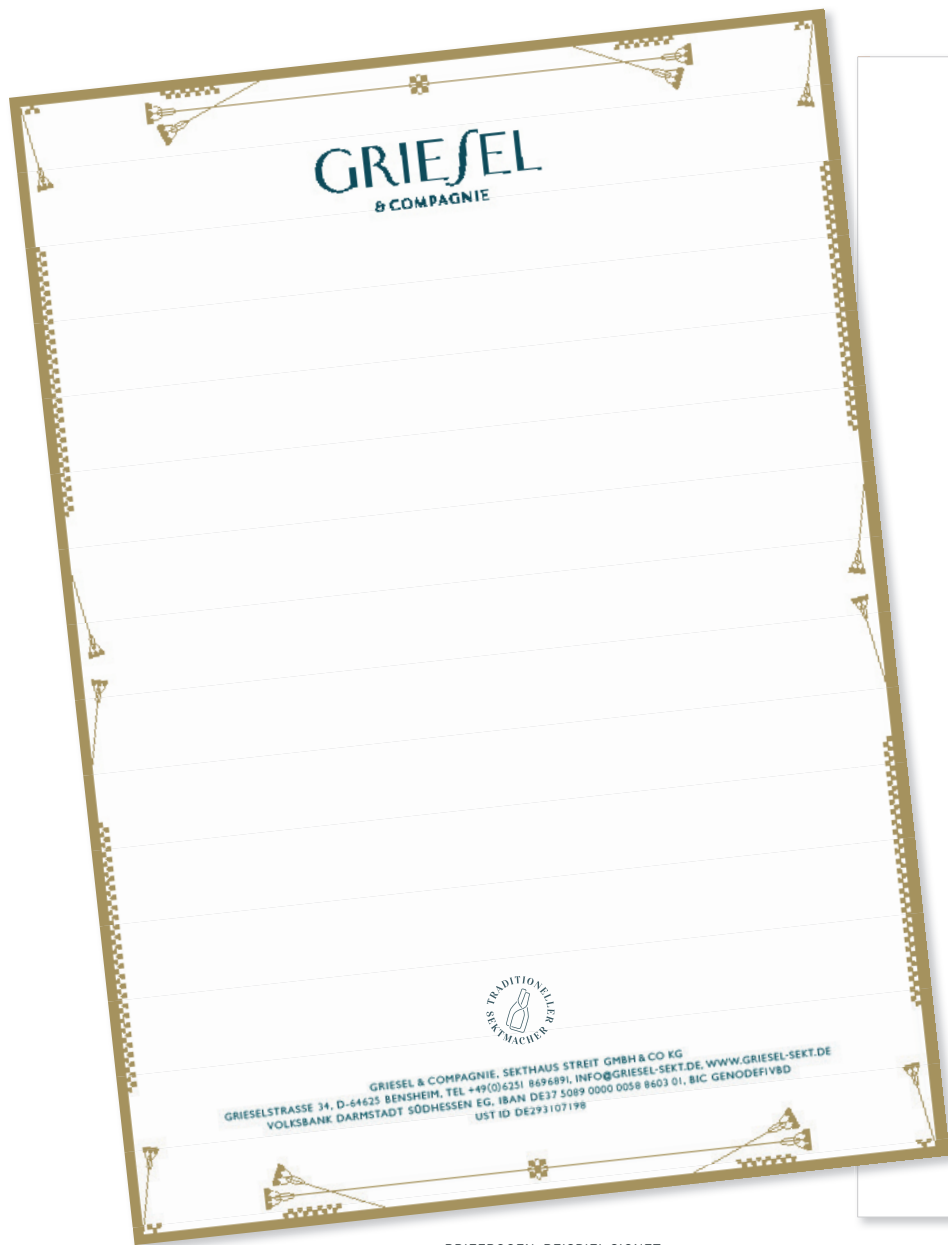 GRIESEL
& COMPAGNIE
TRADITIONELLER
SEKTMACHER
GRIESEL & COMPAGNIE, SEKTHAUS STREIT GMBH & CO KG
GRIESELSTRASSE 34, D-64625 BENSHEIM, TEL +49(0)6251 8696891, INFO@GRIESEL-SEKT.DE, WWW.GRIESEL-SEKT.DE
VOLKSBANK DARMSTADT SÜDHESSEN EG, IBAN DE37 5089 0000 0058 8603 01, BIC GENODEF1VBD
UST ID DE293107198